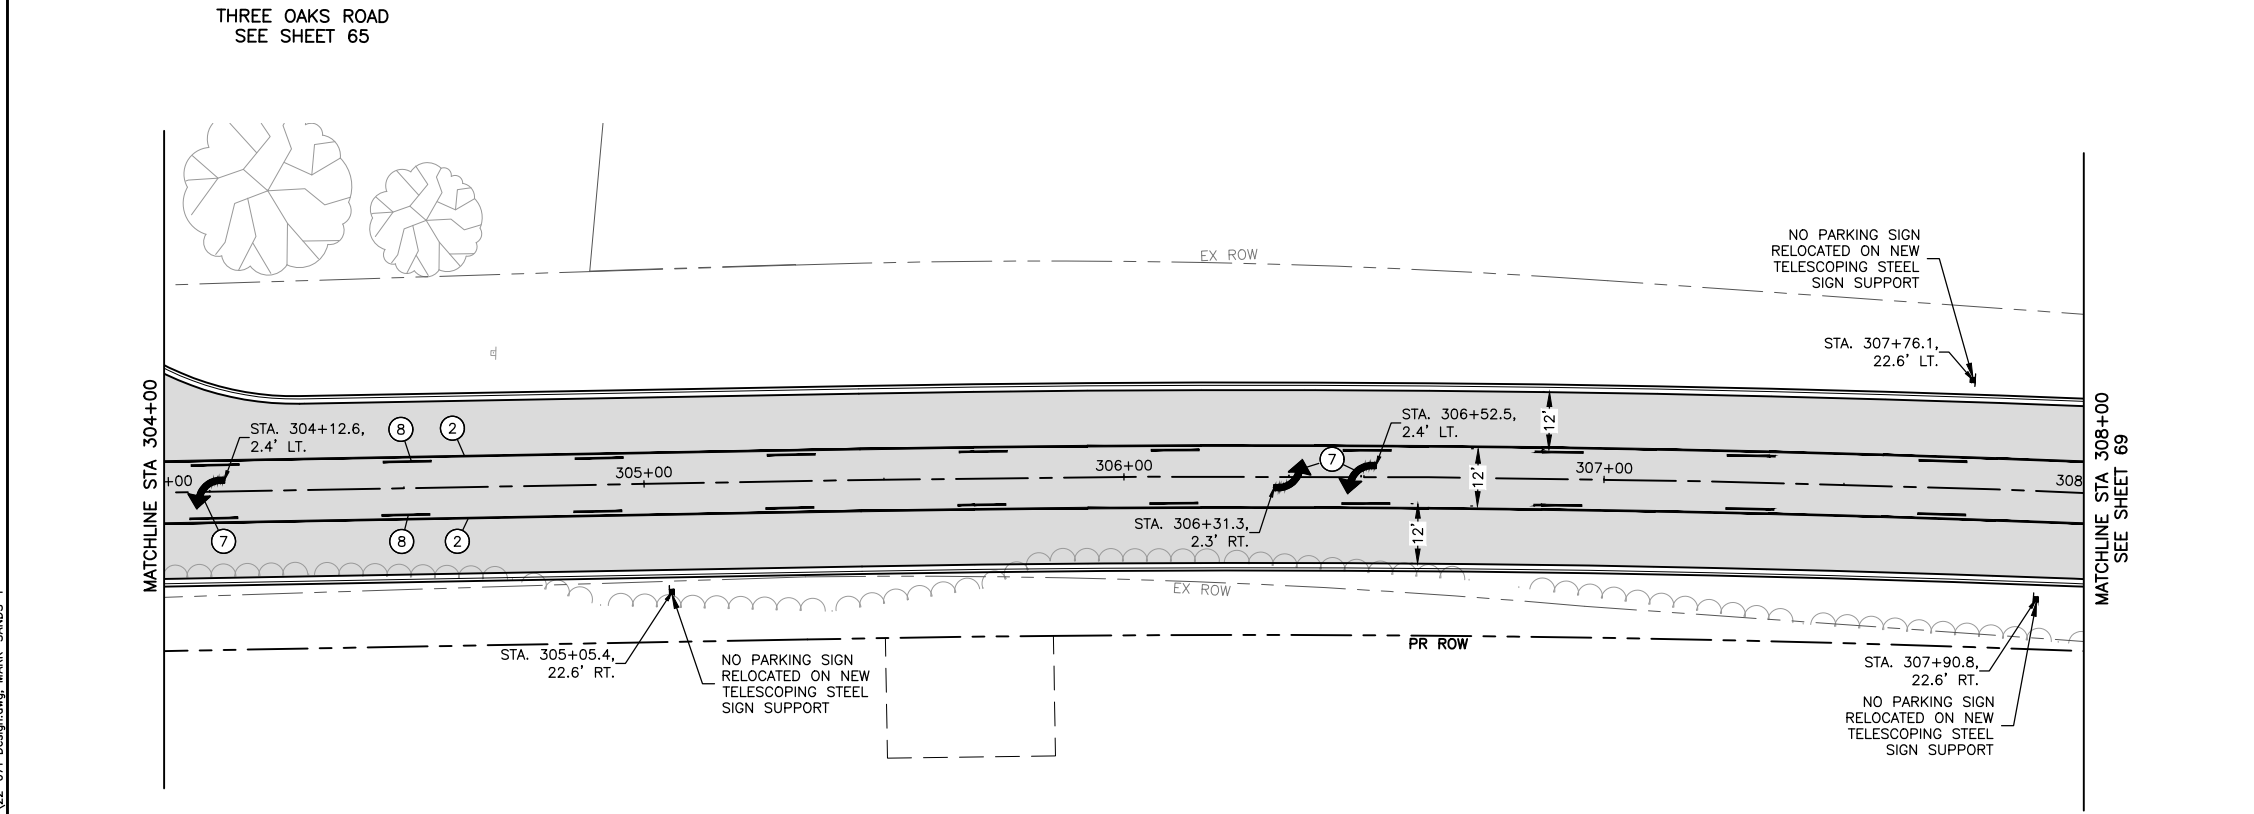 THREE OAKS ROAD
SEE SHEET 65
EX ROW
NO PARKING SIGN
RELOCATED ON NEW
TELESCOPING STEEL
SIGN SUPPORT
STA. 307+76.1,
22.6' LT.
MATCHLINE STA 304+00
STA. 304+12.6,
2.4' LT.
8
2
+00
305+00
306+00
7
STA. 306+52.5,
2.4' LT.
12'
12'
12'
307+00
308
MATCHLINE STA 308+00
SEE SHEET 69
7
8
2
STA. 306+31.3,
2.3' RT.
EX ROW
PR ROW
STA. 305+05.4,
22.6' RT.
NO PARKING SIGN
RELOCATED ON NEW
TELESCOPING STEEL
SIGN SUPPORT
STA. 307+90.8,
22.6' RT.
NO PARKING SIGN
RELOCATED ON NEW
TELESCOPING STEEL
SIGN SUPPORT